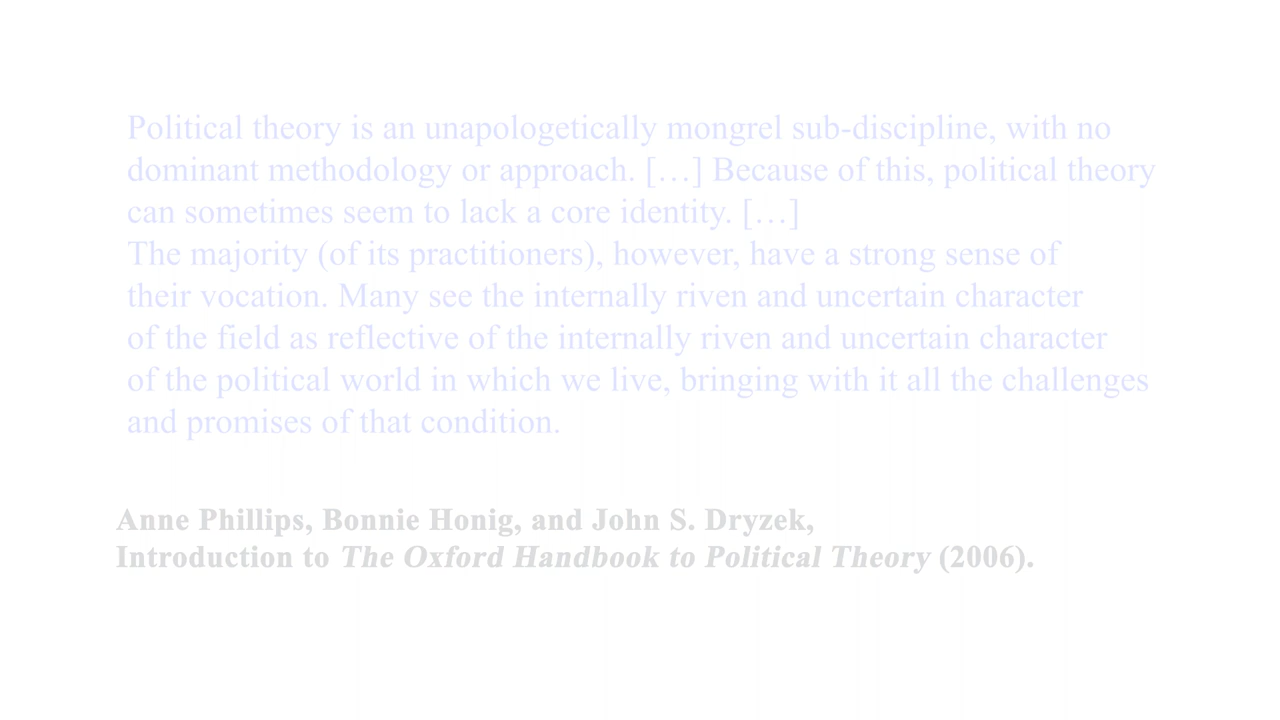 Political theory is an unapologetically mongrel sub-discipline, with no
dominant methodology or approach. […] Because of this, political theory
can sometimes seem to lack a core identity. […]
The majority (of its practitioners), however, have a strong sense of
their vocation. Many see the internally riven and uncertain character
of the field as reflective of the internally riven and uncertain character
of the political world in which we live, bringing with it all the challenges
and promises of that condition.
Anne Phillips, Bonnie Honig, and John S. Dryzek,
Introduction to The Oxford Handbook to Political Theory (2006).